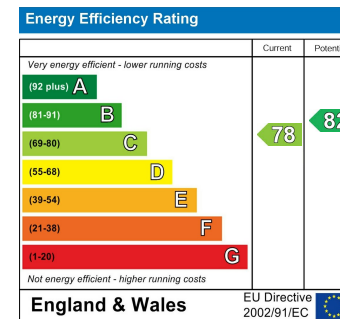 Energy Efficiency Rating
Current Potenti
Very energy efficient - lower running costs
(92 plus) A
(81-91) B
82
(69-80) C
78
(55-68) D
(39-54) E
(21-38) F
(1-20) G
Not energy efficient - higher running costs
England & Wales
EU Directive
2002/91/EC